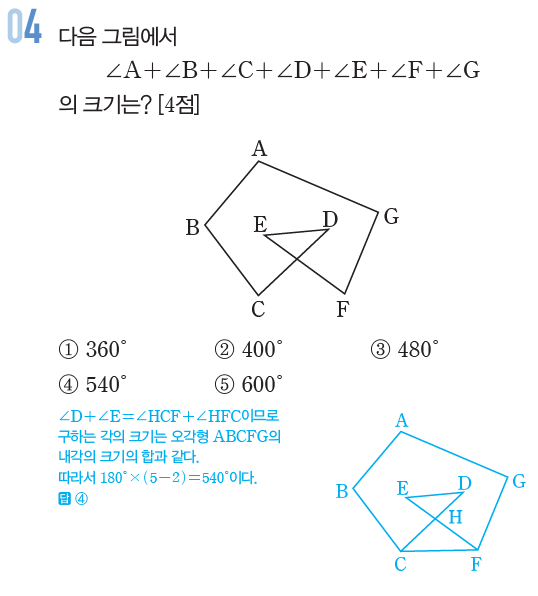 04 다음 그림에서
∠A+∠B+∠C+∠D+∠E+∠F+∠G
의 크기는? [4점]
A
B
E
D
G
C
F
① 360°
② 400°
③ 480°
④ 540°
⑤ 600°
∠D+∠E=∠HCF+∠HFC이므로
구하는 각의 크기는 오각형 ABCFG의
내각의 크기의 합과 같다.
따라서 180°×(5-2)=540°이다.
답 ④
A
B
E
D
G
H
C
F